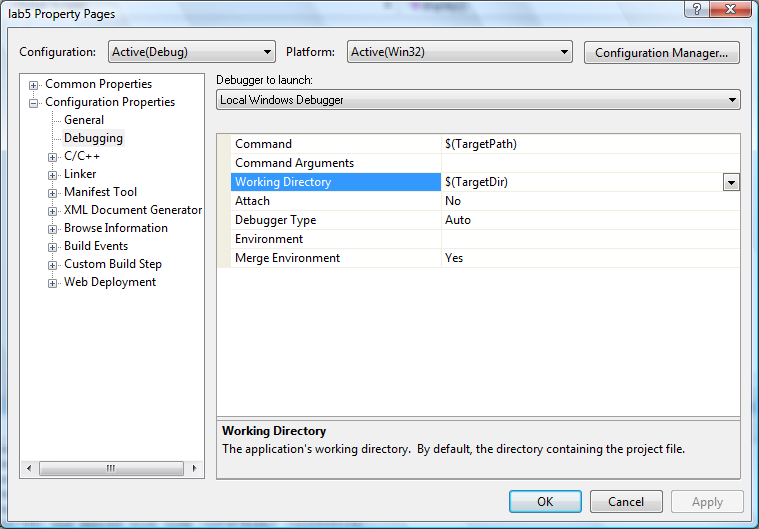 lab5 Property Pages
Configuration: Active(Debug) Platform: Active(Win32) Configuration Manager...
Common Properties
Configuration Properties
General
Debugging
C/C++
Linker
Manifest Tool
XML Document Generator
Browse Information
Build Events
Custom Build Step
Web Deployment
Debugger to launch:
Local Windows Debugger
Command $(TargetPath)
Command Arguments
Working Directory $(TargetDir)
Attach No
Debugger Type Auto
Environment
Merge Environment Yes
Working Directory
The application's working directory. By default, the directory containing the project file.
OK Cancel Apply